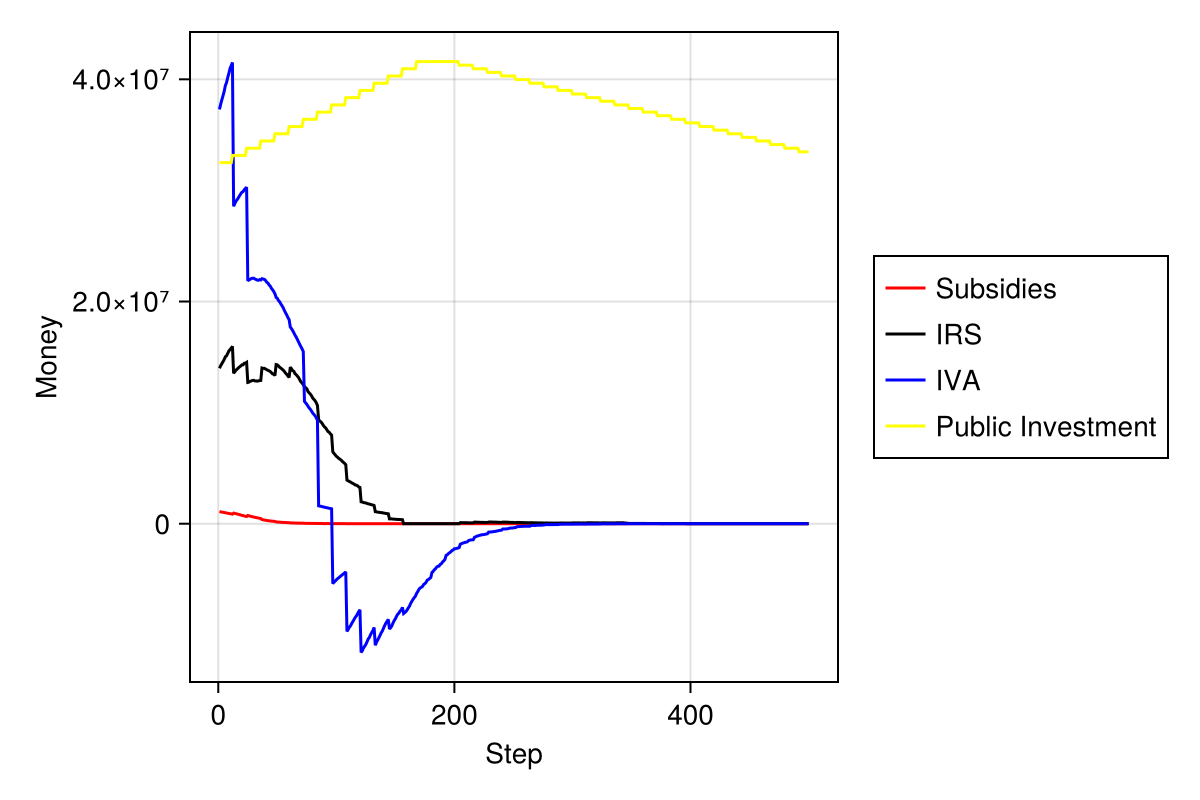 4.0×10⁷
2.0×10⁷
0
Money
0
200
400
Step
Subsidies
IRS
IVA
Public Investment